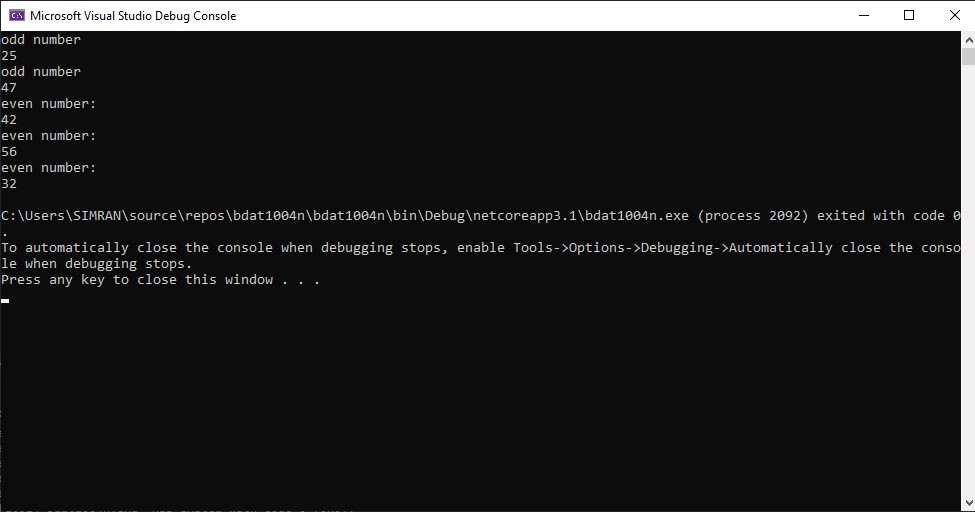 Microsoft Visual Studio Debug Console
odd number
25
odd number
47
even number:
42
even number:
56
even number:
32
C:\Users\SIMRAN\source\repos\bdat1004n\bdat1004n\bin\Debug\netcoreapp3.1\bdat1004n.exe (process 2092) exited with code 0
.
To automatically close the console when debugging stops, enable Tools->Options->Debugging->Automatically close the conso
le when debugging stops.
Press any key to close this window . . .